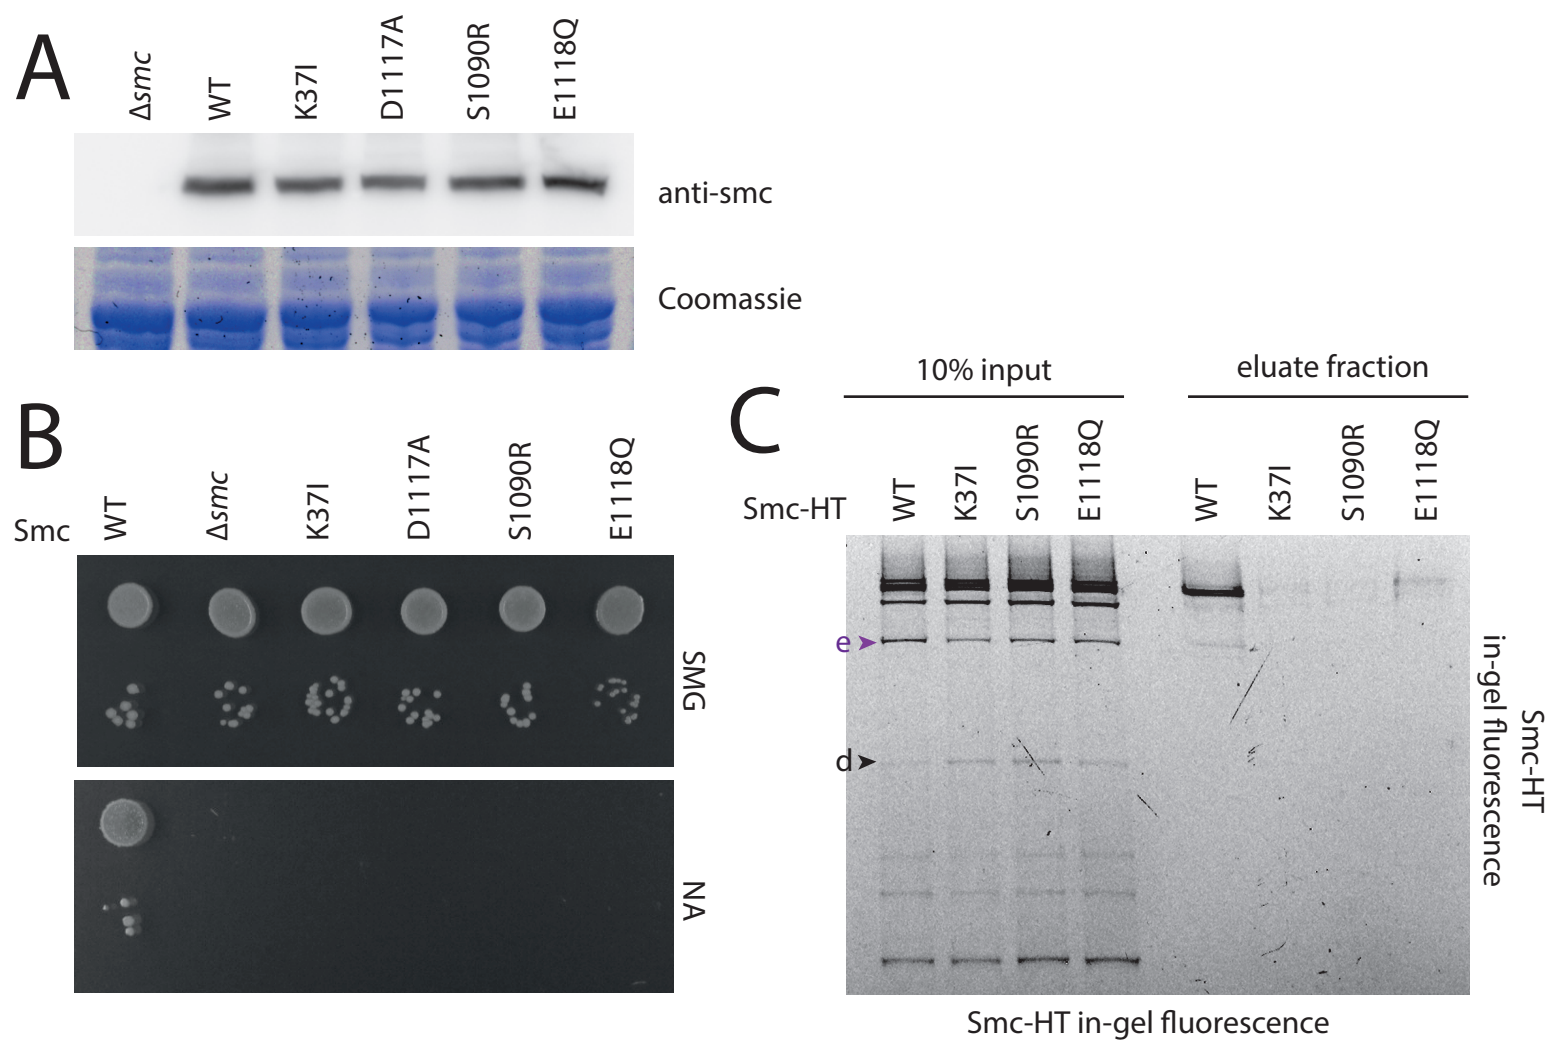 A
Δsmc
WT
K37I
D1117A
S1090R
E1118Q
anti-smc
Coomassie
B
Smc
WT
Δsmc
K37I
D1117A
S1090R
E1118Q
SMG
NA
C
10% input
eluate fraction
Smc-HT
WT
K37I
S1090R
E1118Q
WT
K37I
S1090R
E1118Q
e
d
Smc-HT
in-gel fluorescence
Smc-HT in-gel fluorescence